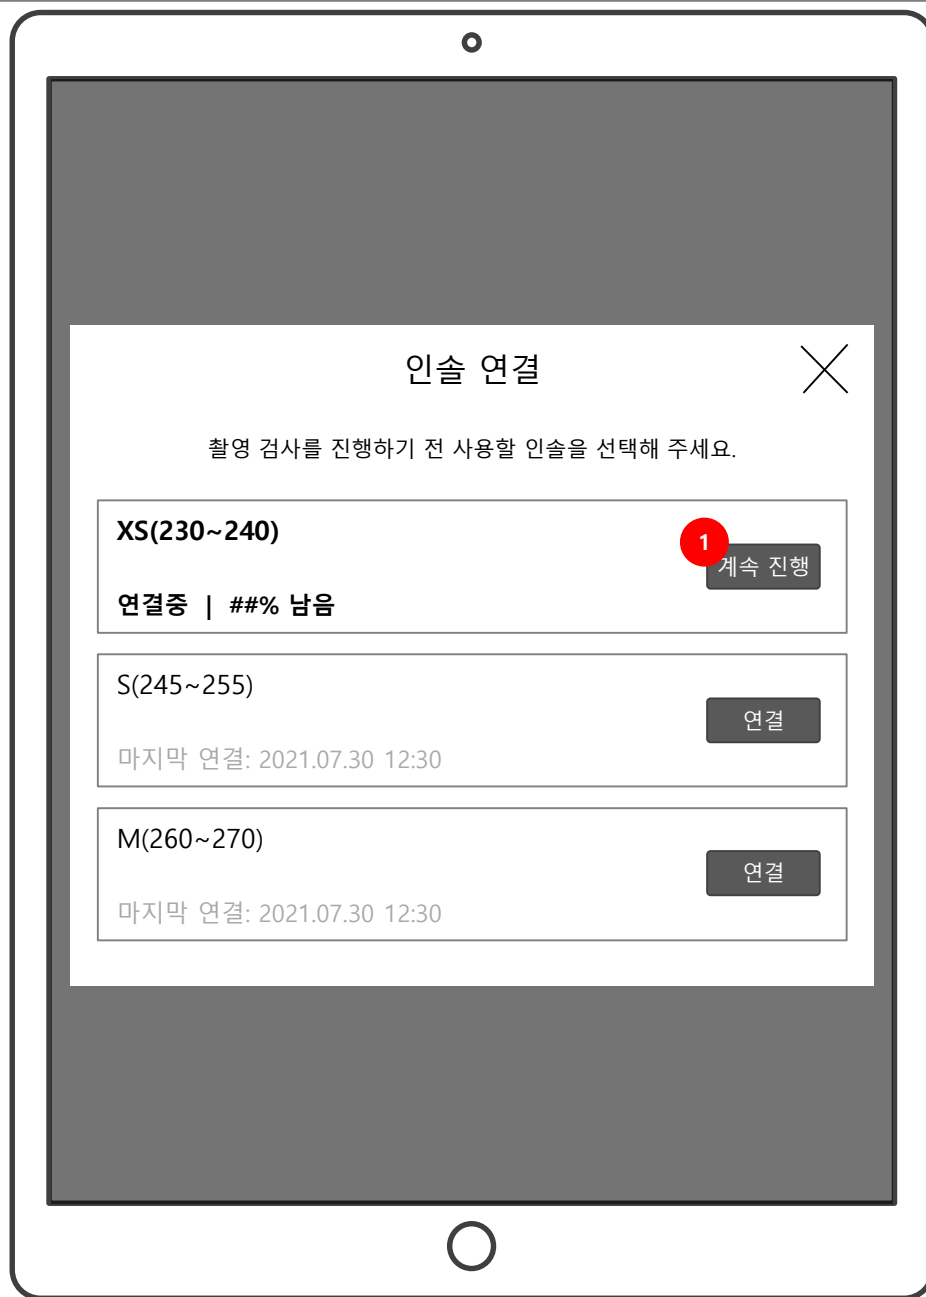 인솔 연결
촬영 검사를 진행하기 전 사용할 인솔을 선택해 주세요.
XS(230~240)
1
계속 진행
연결중 | ##% 남음
S(245~255)
연결
마지막 연결: 2021.07.30 12:30
M(260~270)
연결
마지막 연결: 2021.07.30 12:30